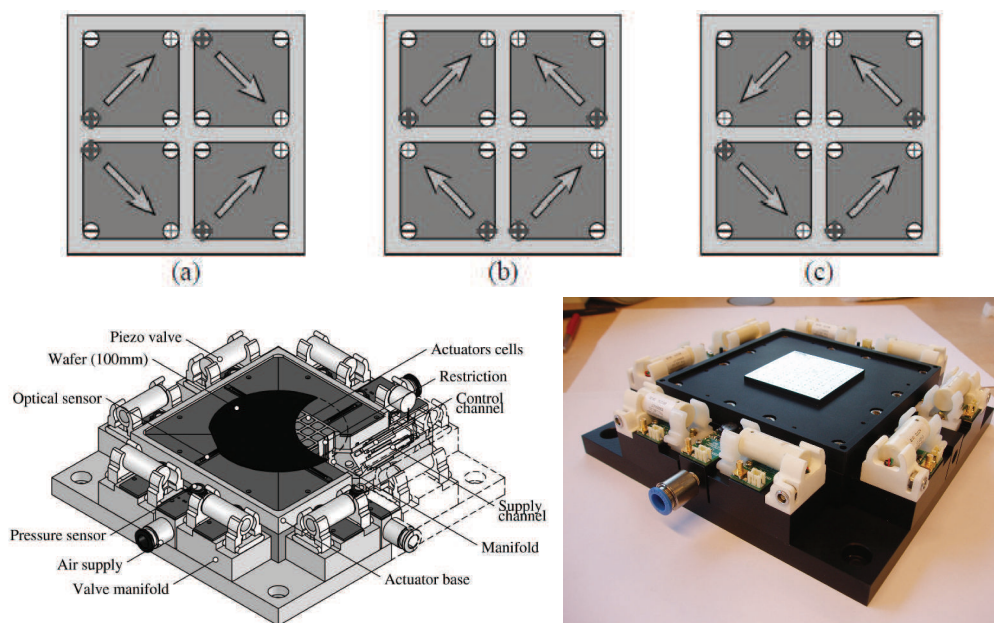 (a)
(b)
(c)
Piezo valve
Wafer (100mm)
Optical sensor
Pressure sensor
Air supply
Valve manifold
Actuators cells
Restriction
Control
channel
Supply
channel
Manifold
Actuator base